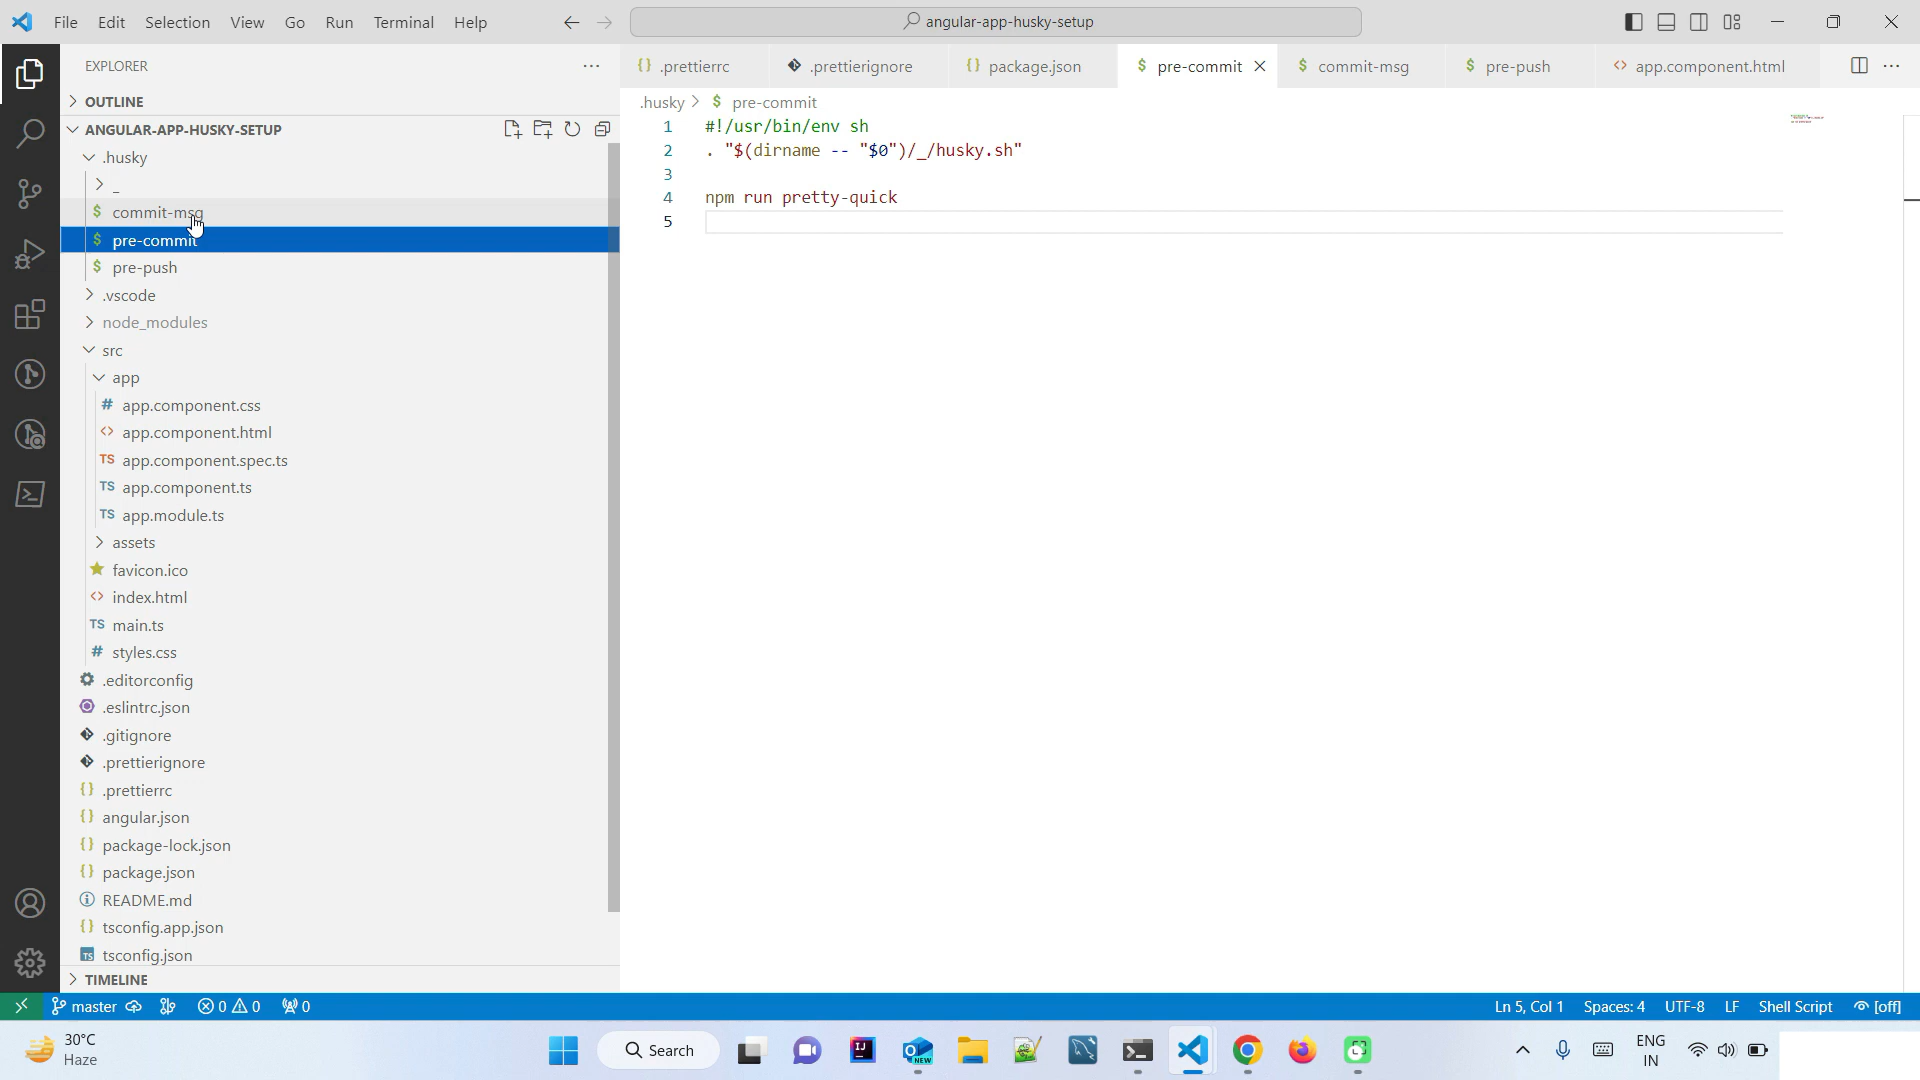 File Edit Selection View Go Run Terminal Help
angular-app-husky-setup
EXPLORER
OUTLINE
ANGULAR-APP-HUSKY-SETUP
.husky
_
commit-msg
pre-commit
pre-push
.vscode
node_modules
src
app
app.component.css
app.component.html
app.component.spec.ts
app.component.ts
app.module.ts
assets
favicon.ico
index.html
main.ts
styles.css
.editorconfig
.eslintrc.json
.gitignore
.prettierignore
.prettierrc
angular.json
package-lock.json
package.json
README.md
tsconfig.app.json
tsconfig.json
TIMELINE
.prettierrc .prettierignore package.json pre-commit commit-msg pre-push app.component.html
.husky > $ pre-commit
1 #!/usr/bin/env sh
2 . "$(dirname -- "$0")/_/husky.sh"
3
4 npm run pretty-quick
5
master 0 0 0 Ln 5, Col 1 Spaces: 4 UTF-8 LF Shell Script [off]
30°C
Haze
Search
ENG
IN